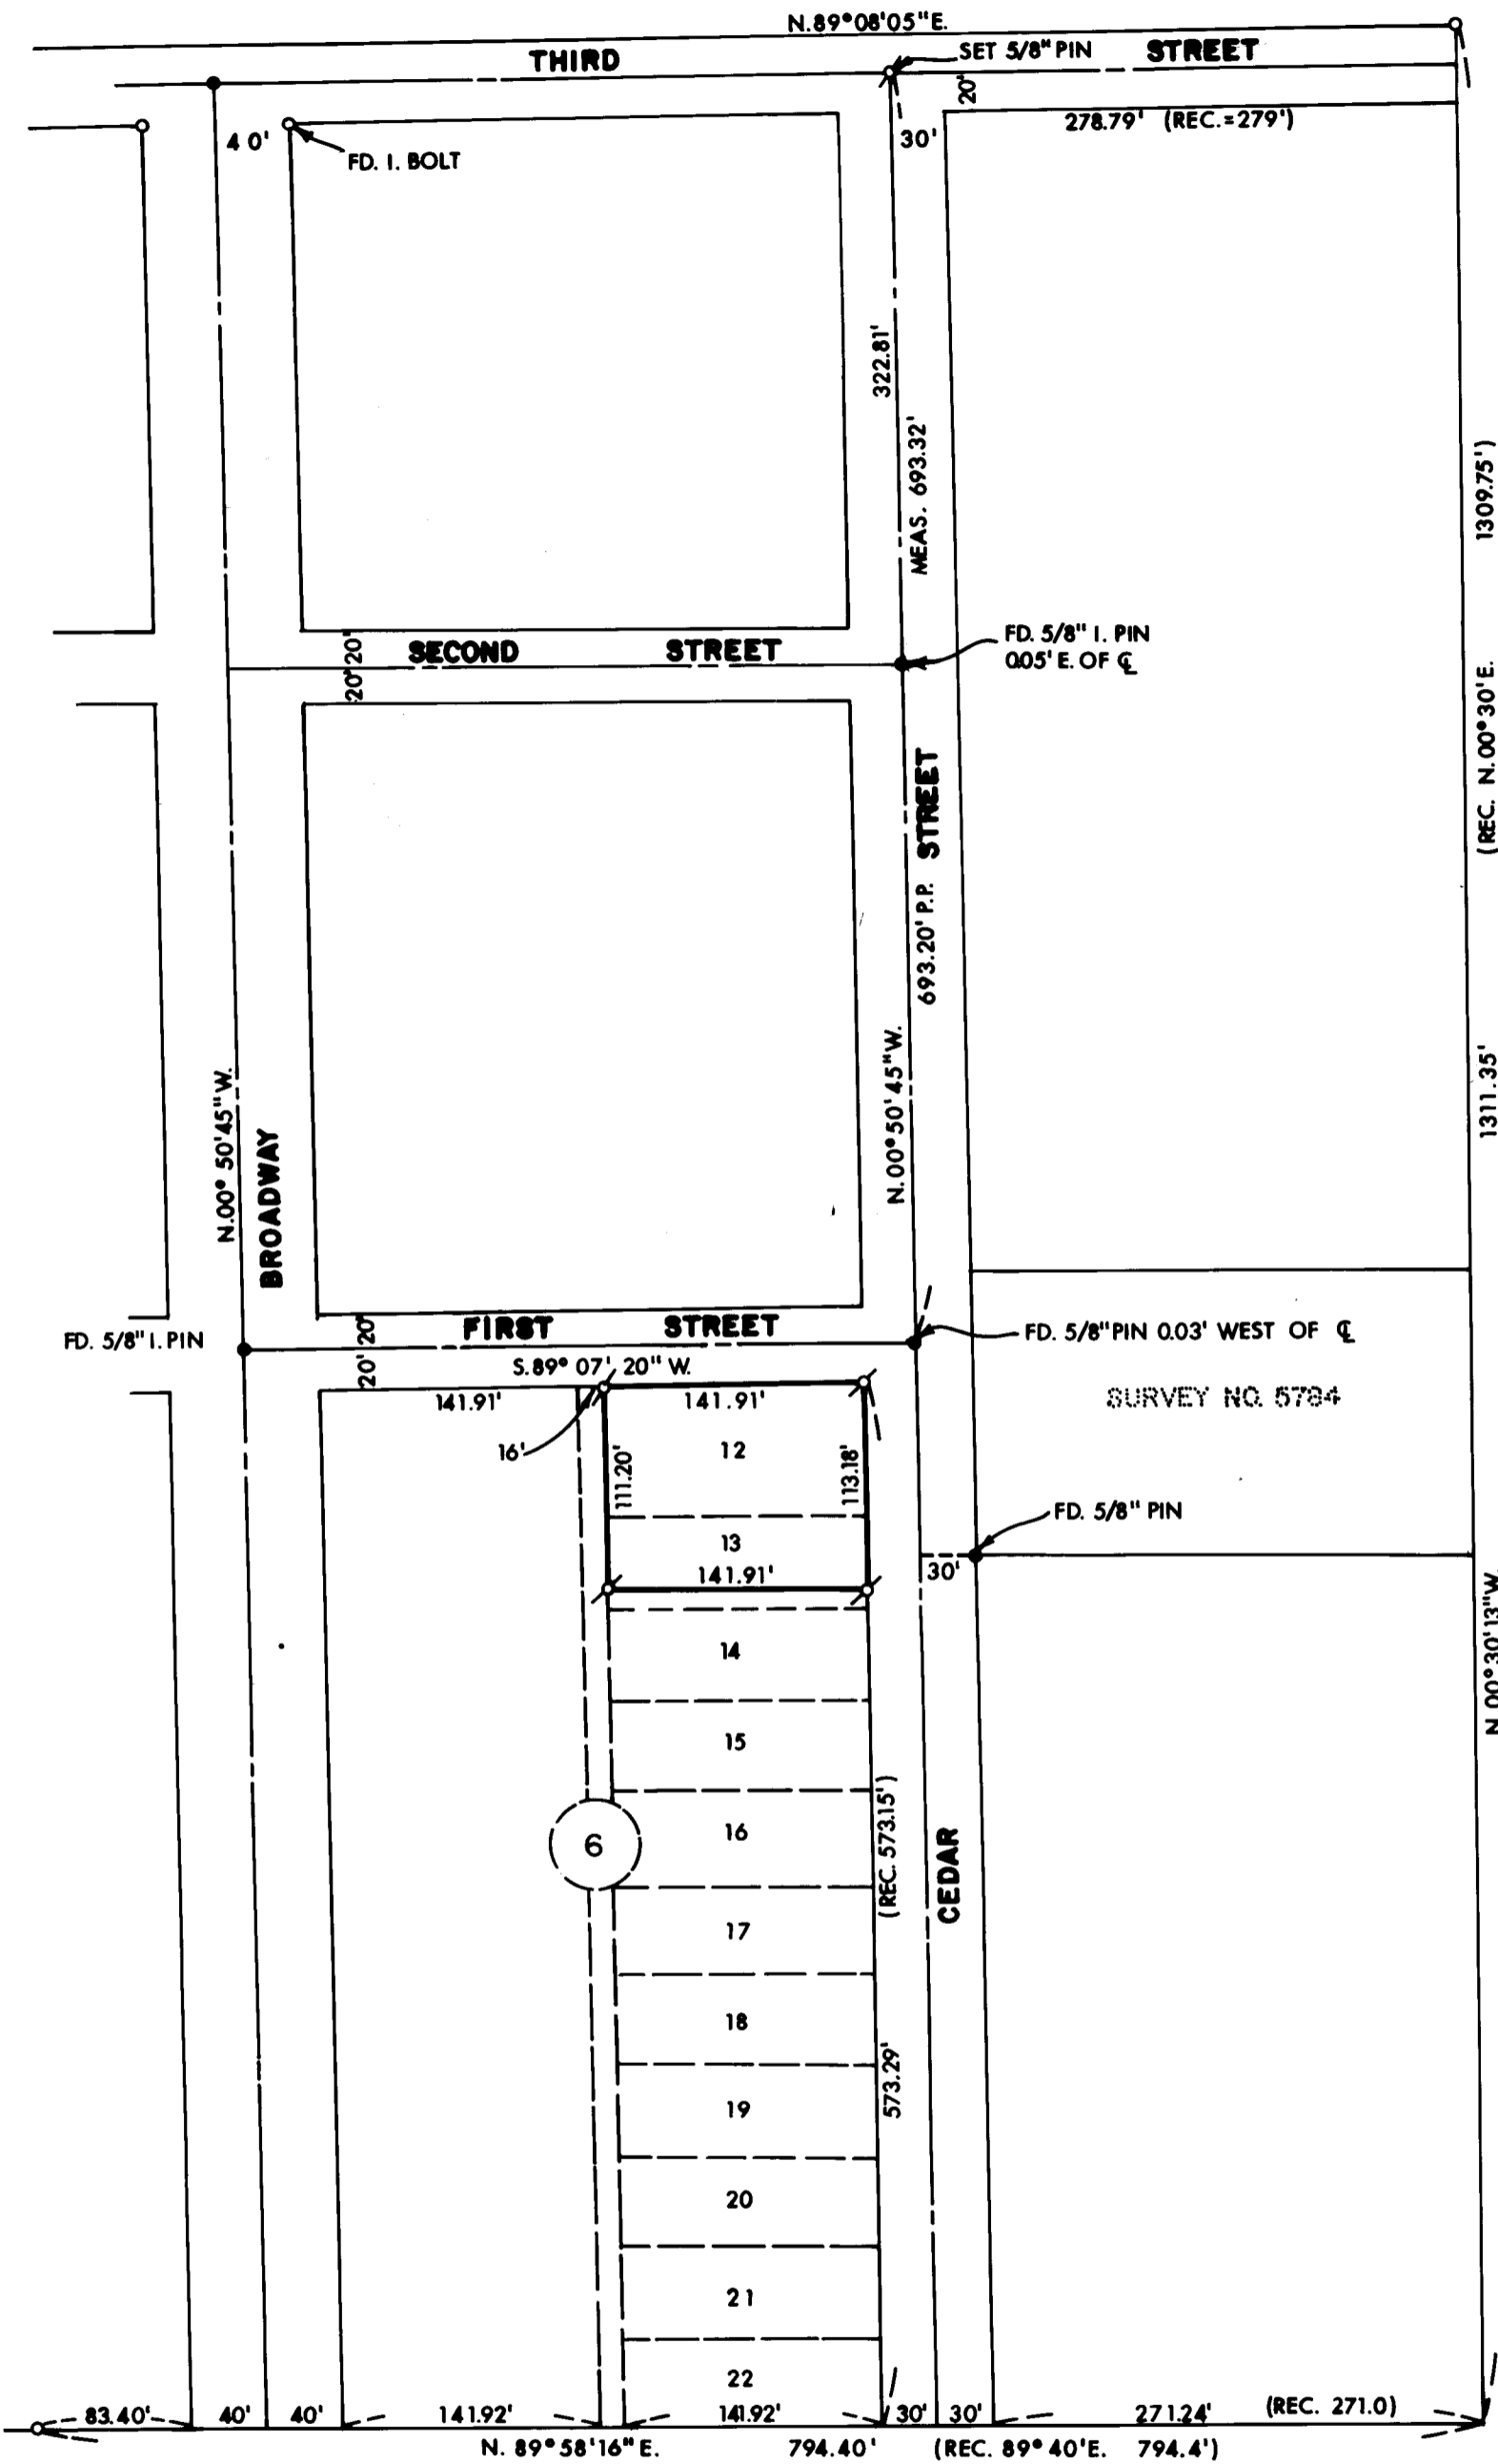 N.89°08'05"E.
THIRD STREET
SET 5/8" PIN
20'
40'
FD. I. BOLT
30'
278.79' (REC.=279')
322.81'
MEAS. 693.32'
1309.75')
(REC. N.00°30'E.
SECOND STREET
20'
20'
FD. 5/8" I. PIN
0.05' E. OF ℄
STREET
693.20' P.P.
N.00°50'45"W.
1311.35'
N.00°50'45"W.
BROADWAY
FIRST STREET
20'
20'
FD. 5/8" I. PIN
FD. 5/8" PIN 0.03' WEST OF ℄
S.89°07'20" W.
141.91'
141.91'
16'
12
111.20'
113.18'
SURVEY NO. 5784
FD. 5/8" PIN
13
141.91'
30'
N.00°30'13"W.
14
15
16
(REC. 573.15')
6
CEDAR
17
18
573.29'
19
20
21
22
83.40'
40'
40'
141.92'
141.92'
30'
30'
271.24'
(REC. 271.0)
N. 89°58'16"E. 794.40' (REC. 89°40'E. 794.4')